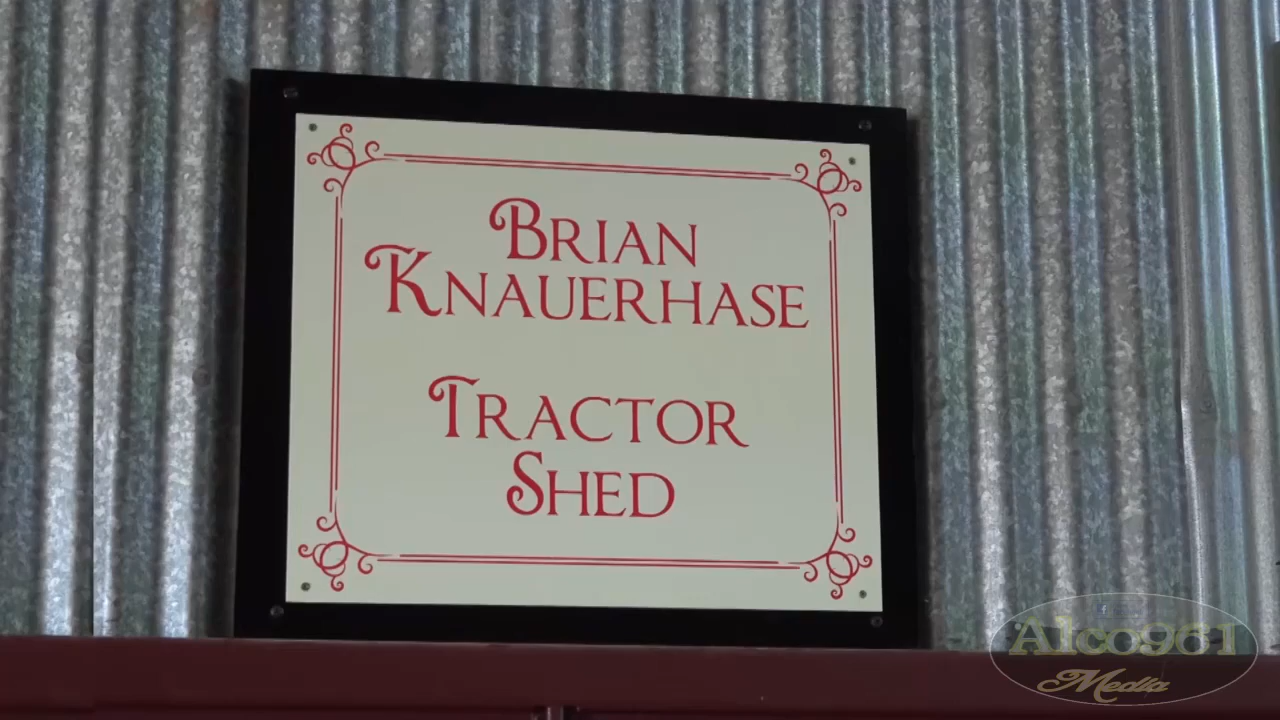 BRIAN
KNAUERHASE
TRACTOR
SHED
Alco961
Media